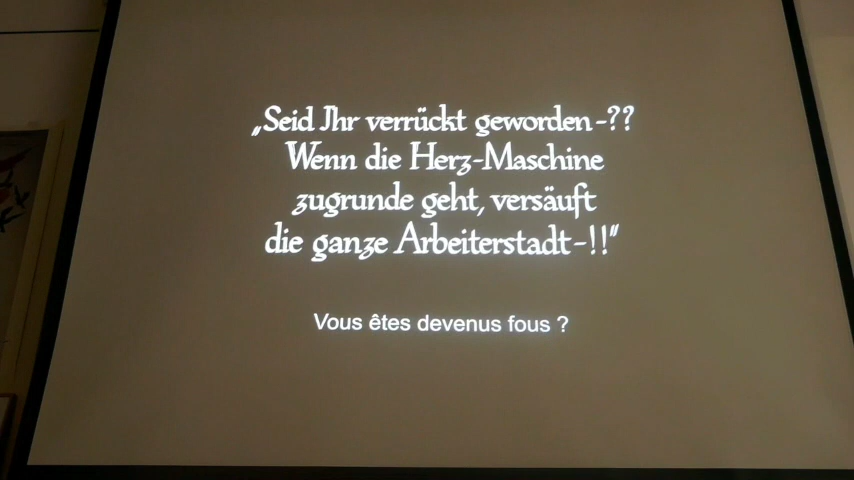 „Seid Ihr verrückt geworden-??
Wenn die Herz-Maschine
zugrunde geht, versäuft
die ganze Arbeiterstadt-!!"
Vous êtes devenus fous ?